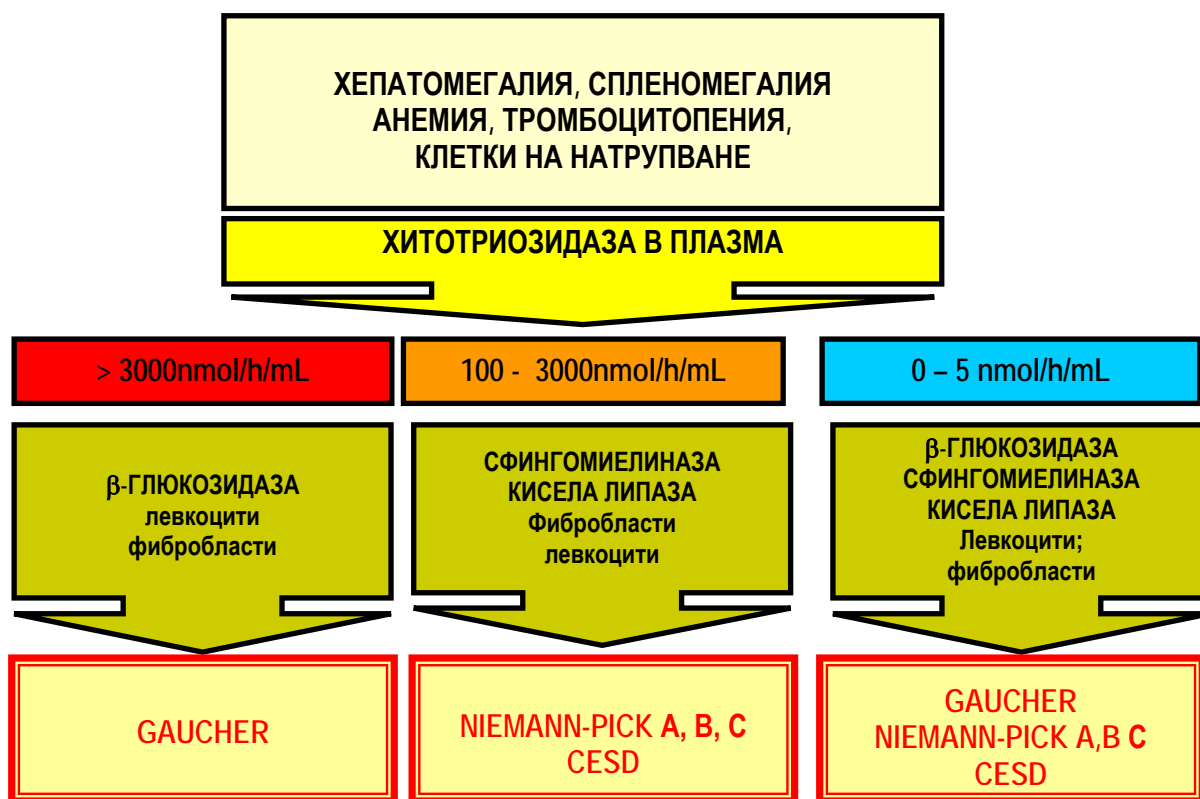 ХЕПАТОМЕГАЛИЯ, СПЛЕНОМЕГАЛИЯ
АНЕМИЯ, ТРОМБОЦИТОПЕНИЯ,
КЛЕТКИ НА НАТРУПВАНЕ
ХИТОТРИОЗИДАЗА В ПЛАЗМА
> 3000nmol/h/mL
100 - 3000nmol/h/mL
0 – 5 nmol/h/mL
β-ГЛЮКОЗИДАЗА
левкоцити
фибробласти
СФИНГОМИЕЛИНАЗА
КИСЕЛА ЛИПАЗА
Фибробласти
левкоцити
β-ГЛЮКОЗИДАЗА
СФИНГОМИЕЛИНАЗА
КИСЕЛА ЛИПАЗА
Левкоцити;
фибробласти
GAUCHER
NIEMANN-PICK A, B, C
CESD
GAUCHER
NIEMANN-PICK A,B C
CESD